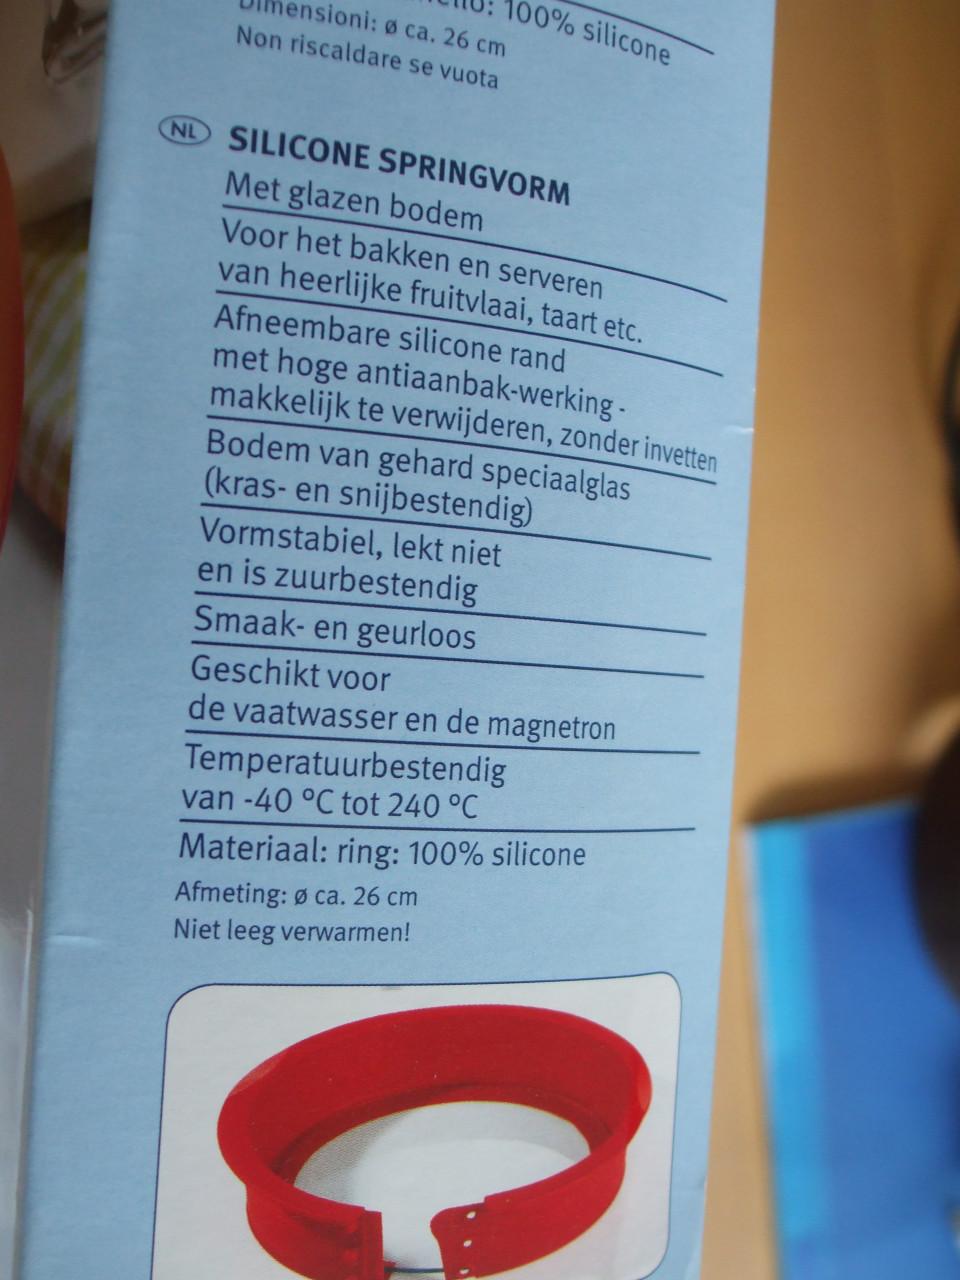 100% silicone
Dimensioni: ø ca. 26 cm
Non riscaldare se vuota
NL
SILICONE SPRINGVORM
Met glazen bodem
Voor het bakken en serveren
van heerlijke fruitvlaai, taart etc.
Afneembare silicone rand
met hoge antiaanbak-werking -
makkelijk te verwijderen, zonder invetten
Bodem van gehard speciaalglas
(kras- en snijbestendig)
Vormstabiel, lekt niet
en is zuurbestendig
Smaak- en geurloos
Geschikt voor
de vaatwasser en de magnetron
Temperatuurbestendig
van -40 °C tot 240 °C
Materiaal: ring: 100% silicone
Afmeting: ø ca. 26 cm
Niet leeg verwarmen!